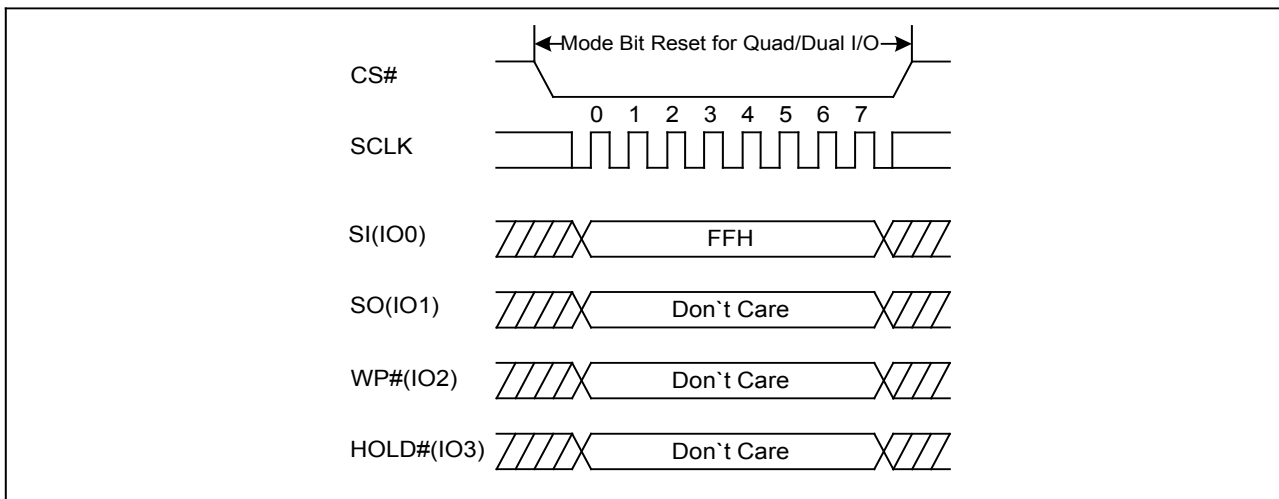 Mode Bit Reset for Quad/Dual I/O
CS#
0 1 2 3 4 5 6 7
SCLK
SI(IO0) FFH
SO(IO1) Don`t Care
WP#(IO2) Don`t Care
HOLD#(IO3) Don`t Care